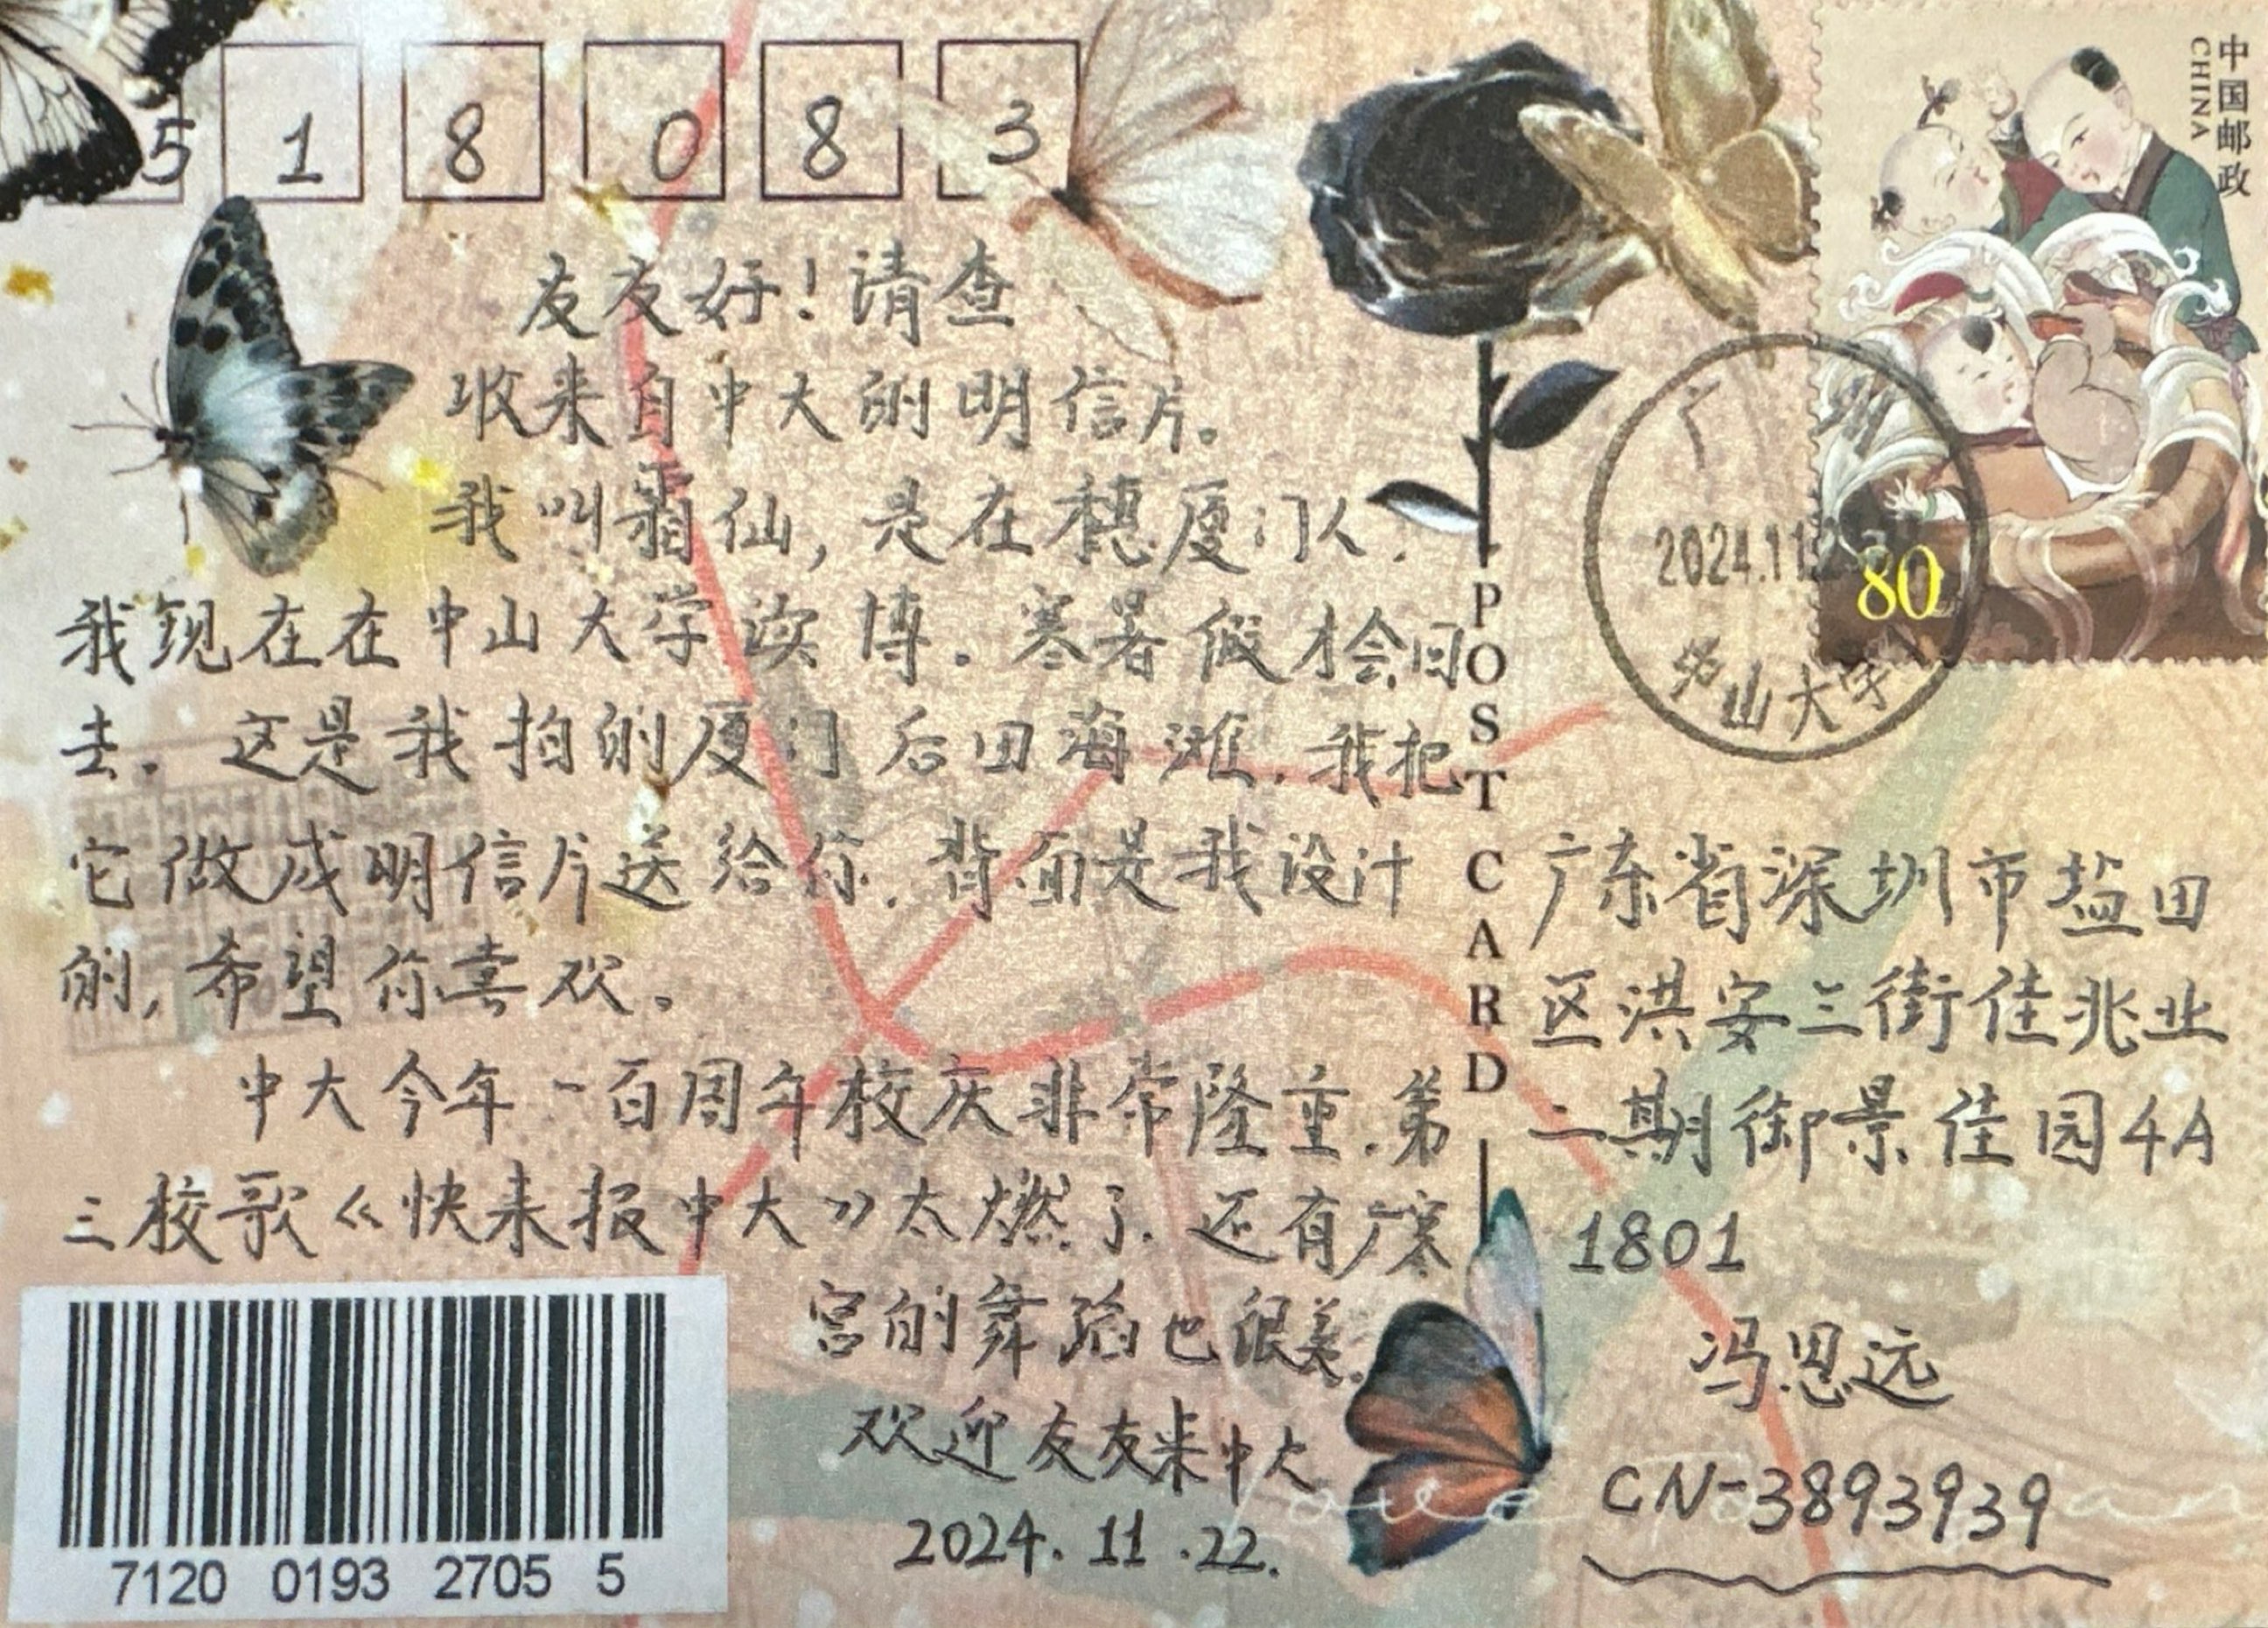 518083
友友好！请查
收来自中大的明信片。
我叫霜仙，是在穗厦门人.
我现在在中山大学读博.寒暑假才会回
去.这是我拍的厦门后田海滩.我把
它做成明信片送给你.背面是我设计
的,希望你喜欢。
中大今年一百周年校庆非常隆重.第
三校歌《快来报中大》太燃了.还有广寒
宫的舞蹈也很美。
欢迎友友来中大
2024.11.22.
7120 0193 2705 5
POST CARD
中国邮政
CHINA
80
广州
2024.11
中山大学
广东省深圳市盐田
区洪安三街佳兆业
二期御景佳园4A
1801
冯思远
CN-3893939